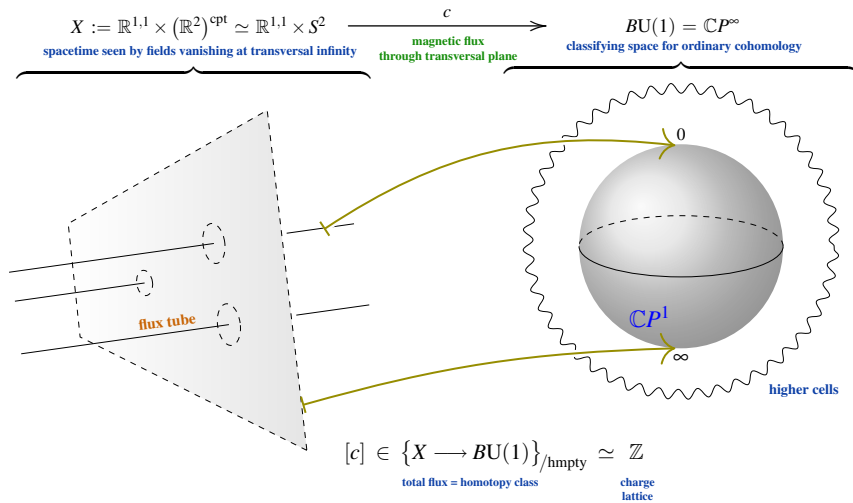 X := ℝ^{1,1} × (ℝ²)^{cpt} ≃ ℝ^{1,1} × S²
spacetime seen by fields vanishing at transversal infinity
c
magnetic flux
through transversal plane
BU(1) = ℂP^∞
classifying space for ordinary cohomology
0
flux tube
ℂP¹
∞
higher cells
[c] ∈ {X ⟶ BU(1)}_{/hmpty} ≃ ℤ
total flux = homotopy class
charge
lattice